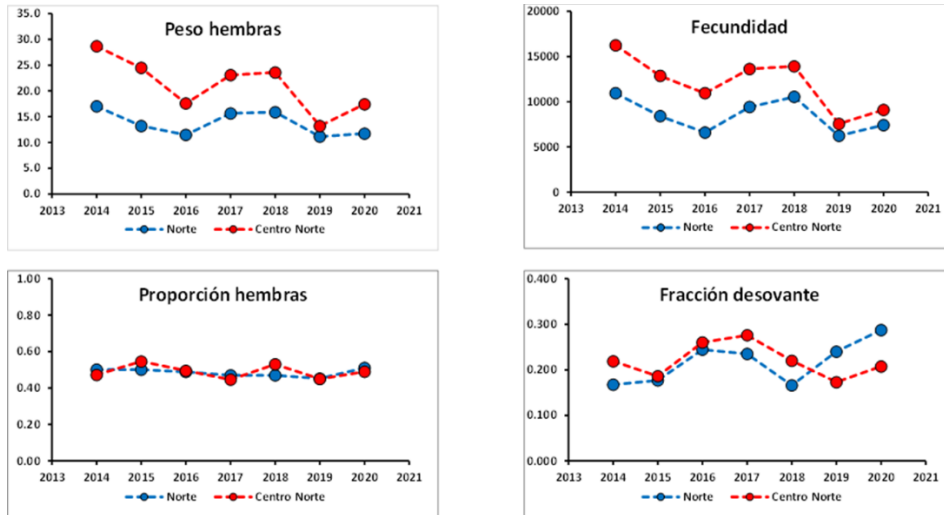 Peso hembras
35.0
30.0
25.0
20.0
15.0
10.0
5.0
0.0
2013 2014 2015 2016 2017 2018 2019 2020 2021
Norte Centro Norte
Fecundidad
20000
15000
10000
5000
0
2013 2014 2015 2016 2017 2018 2019 2020 2021
Norte Centro Norte
Proporción hembras
1.00
0.80
0.60
0.40
0.20
0.00
2013 2014 2015 2016 2017 2018 2019 2020 2021
Norte Centro Norte
Fracción desovante
0.400
0.300
0.200
0.100
0.000
2013 2014 2015 2016 2017 2018 2019 2020 2021
Norte Centro Norte